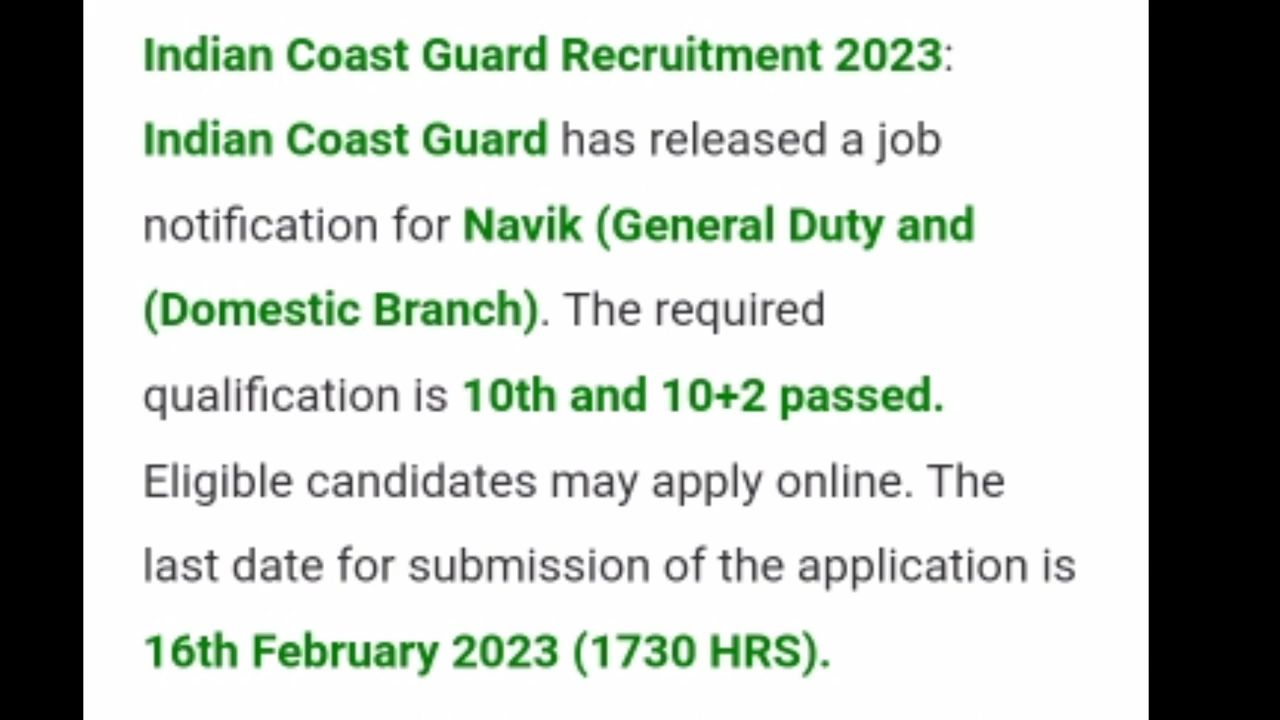 Indian Coast Guard Recruitment 2023:
Indian Coast Guard has released a job
notification for Navik (General Duty and
(Domestic Branch). The required
qualification is 10th and 10+2 passed.
Eligible candidates may apply online. The
last date for submission of the application is
16th February 2023 (1730 HRS).